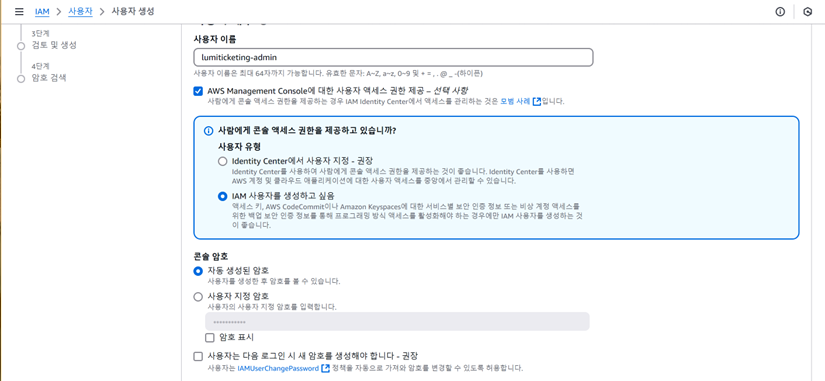 IAM > 사용자 > 사용자 생성
3단계
검토 및 생성
4단계
암호 검색
사용자 이름
lumiticketing-admin
사용자 이름은 최대 64자까지 가능합니다. 유효한 문자: A~Z, a~z, 0~9 및 + = , . @ _ -(하이픈)
AWS Management Console에 대한 사용자 액세스 권한 제공 – 선택 사항
사람에게 콘솔 액세스 권한을 제공하는 경우 IAM Identity Center에서 액세스를 관리하는 것은 모범 사례입니다.
사람에게 콘솔 액세스 권한을 제공하고 있습니까?
사용자 유형
Identity Center에서 사용자 지정 - 권장
Identity Center를 사용하여 사람에게 콘솔 액세스 권한을 제공하는 것이 좋습니다. Identity Center를 사용하면
AWS 계정 및 클라우드 애플리케이션에 대한 사용자 액세스를 중앙에서 관리할 수 있습니다.
IAM 사용자를 생성하고 싶음
액세스 키, AWS CodeCommit이나 Amazon Keyspaces에 대한 서비스별 보안 인증 정보 또는 비상 계정 액세스를
위한 백업 보안 인증 정보를 통해 프로그래밍 방식 액세스를 활성화해야 하는 경우에만 IAM 사용자를 생성하는 것
이 좋습니다.
콘솔 암호
자동 생성된 암호
사용자를 생성한 후 암호를 볼 수 있습니다.
사용자 지정 암호
사용자의 사용자 지정 암호를 입력합니다.
암호 표시
사용자는 다음 로그인 시 새 암호를 생성해야 합니다 - 권장
사용자는 IAMUserChangePassword 정책을 자동으로 가져와 암호를 변경할 수 있도록 허용합니다.